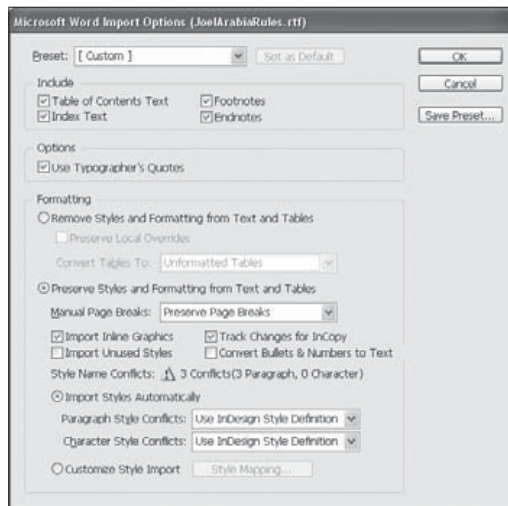 Microsoft Word Import Options (JoelArabiaRules.rtf)
Preset: [ Custom ] Set as Default OK
Cancel
Save Preset...
Include
Table of Contents Text Footnotes
Index Text Endnotes
Options
Use Typographer's Quotes
Formatting
Remove Styles and Formatting from Text and Tables
Preserve Local Overrides
Convert Tables To: Unformatted Tables
Preserve Styles and Formatting from Text and Tables
Manual Page Breaks: Preserve Page Breaks
Import Inline Graphics Track Changes for InCopy
Import Unused Styles Convert Bullets & Numbers to Text
Style Name Conflicts: 3 Conflicts(3 Paragraph, 0 Character)
Import Styles Automatically
Paragraph Style Conflicts: Use InDesign Style Definition
Character Style Conflicts: Use InDesign Style Definition
Customize Style Import Style Mapping...